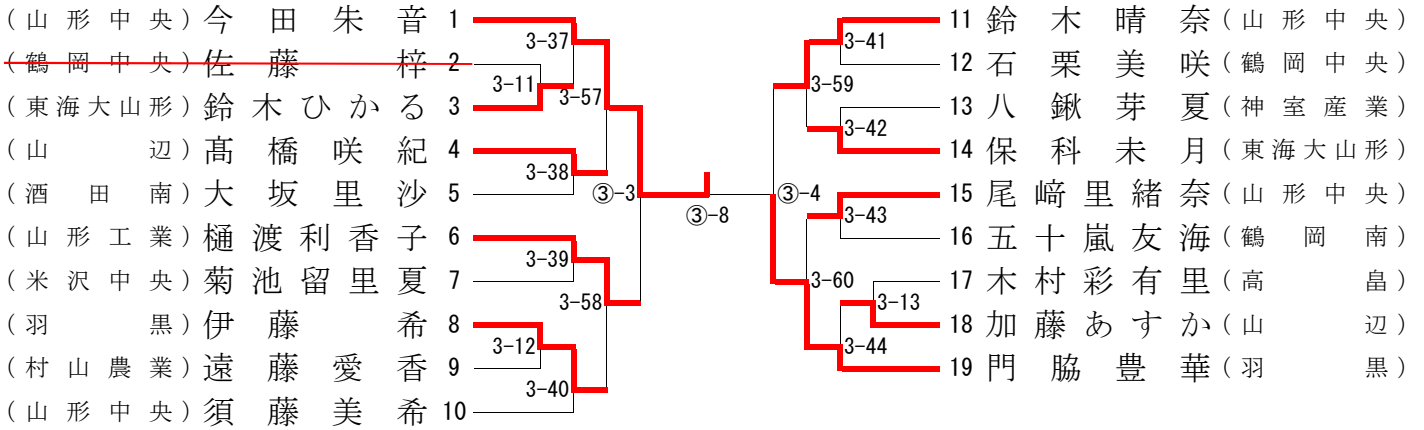 (山形中央) 今田朱音 1
(鶴岡中央) 佐藤梓 2
(東海大山形) 鈴木ひかる 3
(山辺) 髙橋咲紀 4
(酒田南) 大坂里沙 5
(山形工業) 樋渡利香子 6
(米沢中央) 菊池留里夏 7
(羽黒) 伊藤希 8
(村山農業) 遠藤愛香 9
(山形中央) 須藤美希 10
3-37
3-11
3-57
3-38
③-3
3-39
3-58
3-12
3-40
③-8
3-41
3-59
3-42
③-4
3-43
3-60
3-13
3-44
11 鈴木晴奈 (山形中央)
12 石栗美咲 (鶴岡中央)
13 八鍬芽夏 (神室産業)
14 保科未月 (東海大山形)
15 尾﨑里緒奈 (山形中央)
16 五十嵐友海 (鶴岡南)
17 木村彩有里 (高畠)
18 加藤あすか (山辺)
19 門脇豊華 (羽黒)